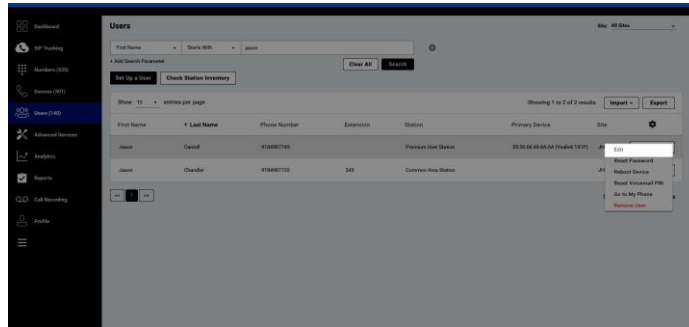 Dashboard
SIP Trunking
Numbers (535)
Devices (301)
Users (140)
Advanced Services
Analytics
Reports
Call Recording
Profile
Users
Site All Sites
First Name Starts With jason
+ Add Search Parameter
Clear All Search
Set Up a User Check Station Inventory
Show 10 entries per page
Showing 1 to 2 of 2 results Import Export
First Name Last Name Phone Number Extension Station Primary Device Site
Jason Premium User Station
Jason Chandler 345 Common Area Station
Edit
Reset Password
Reboot Device
Reset Voicemail PIN
Go to My Phone
Remove User